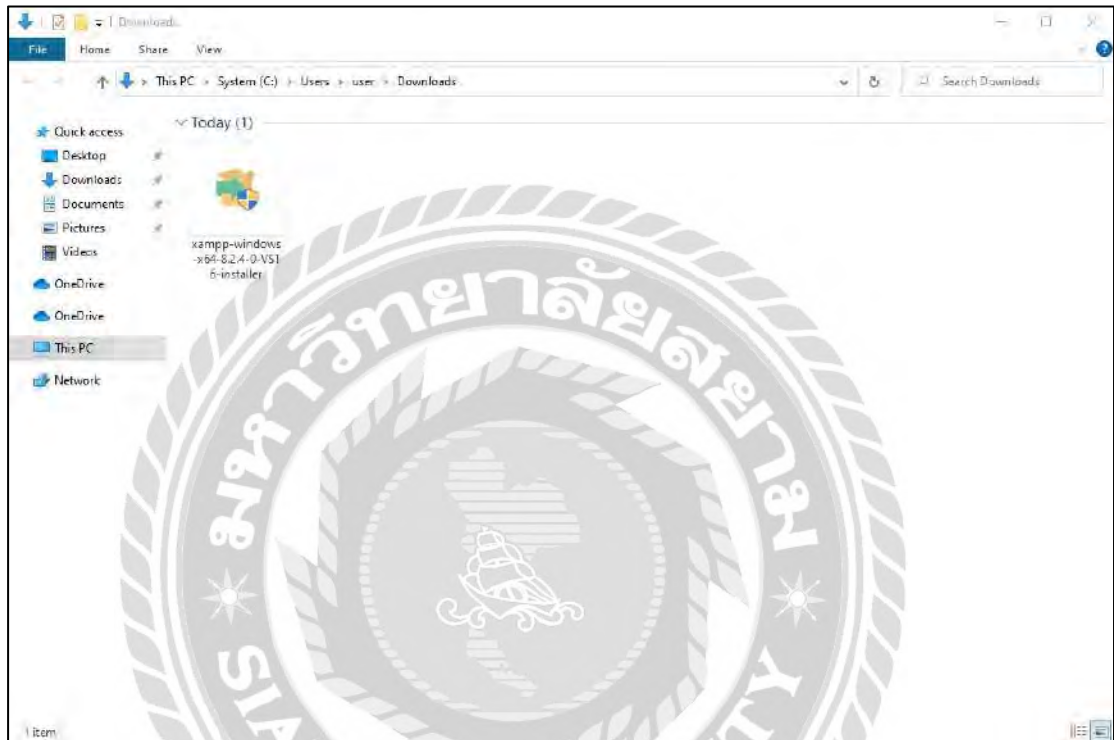 Downloads
File Home Share View
This PC > System (C:) > Users > user > Downloads
Search Downloads
Quick access
Desktop
Downloads
Documents
Pictures
Videos
OneDrive
OneDrive
This PC
Network
Today (1)
xampp-windows
-x64-8.2.4-0-VS1
6-installer
มหาวิทยาลัยสยาม
1 item